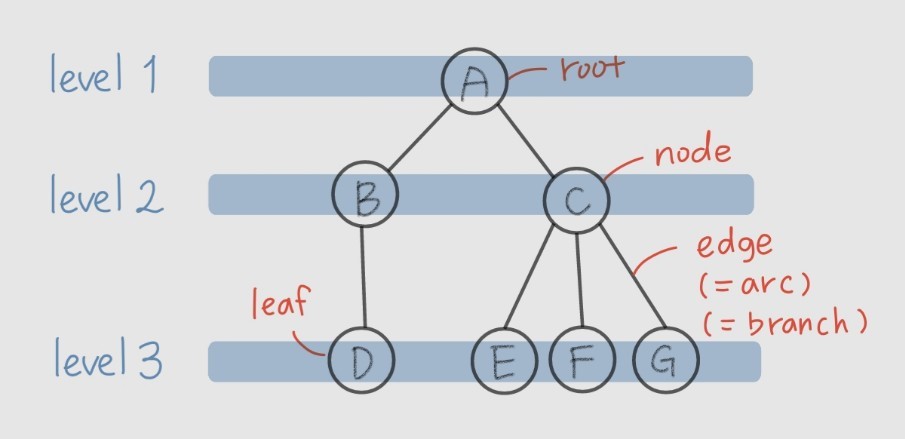 level 1
A
root
level 2
B
C
node
edge
(= arc)
(= branch)
leaf
level 3
D
E
F
G